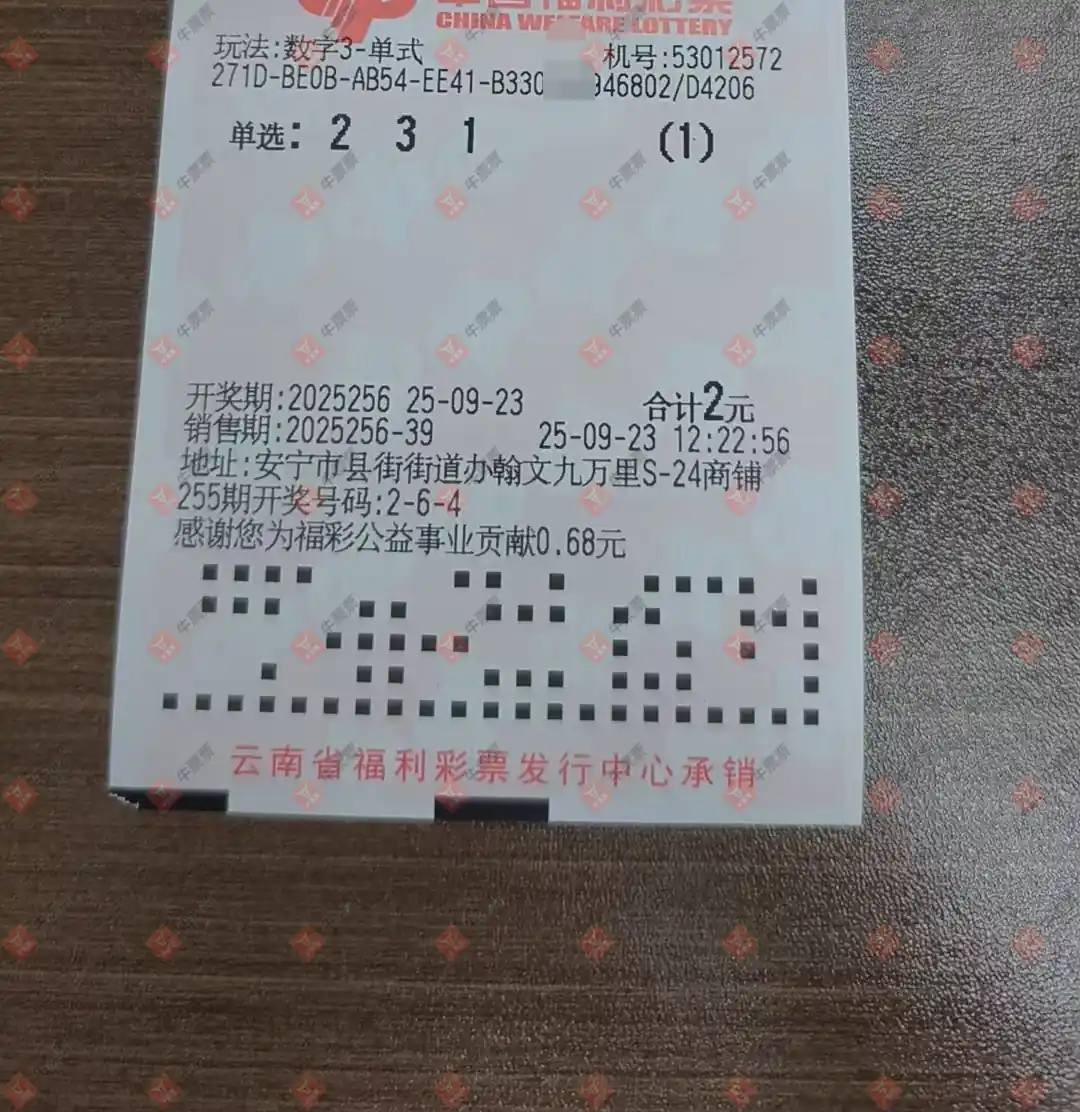 CHINA WELFARE LOTTERY
玩法:数字3-单式 机号:53012572
271D-BE0B-AB54-EE41-B330 946802/D4206
单选: 2 3 1 (1)
开奖期:2025256 25-09-23 合计2元
销售期:2025256-39 25-09-23 12:22:56
地址:安宁市县街街道办翰文九万里S-24商铺
255期开奖号码:2-6-4
感谢您为福彩公益事业贡献0.68元
云南省福利彩票发行中心承销
牛票票